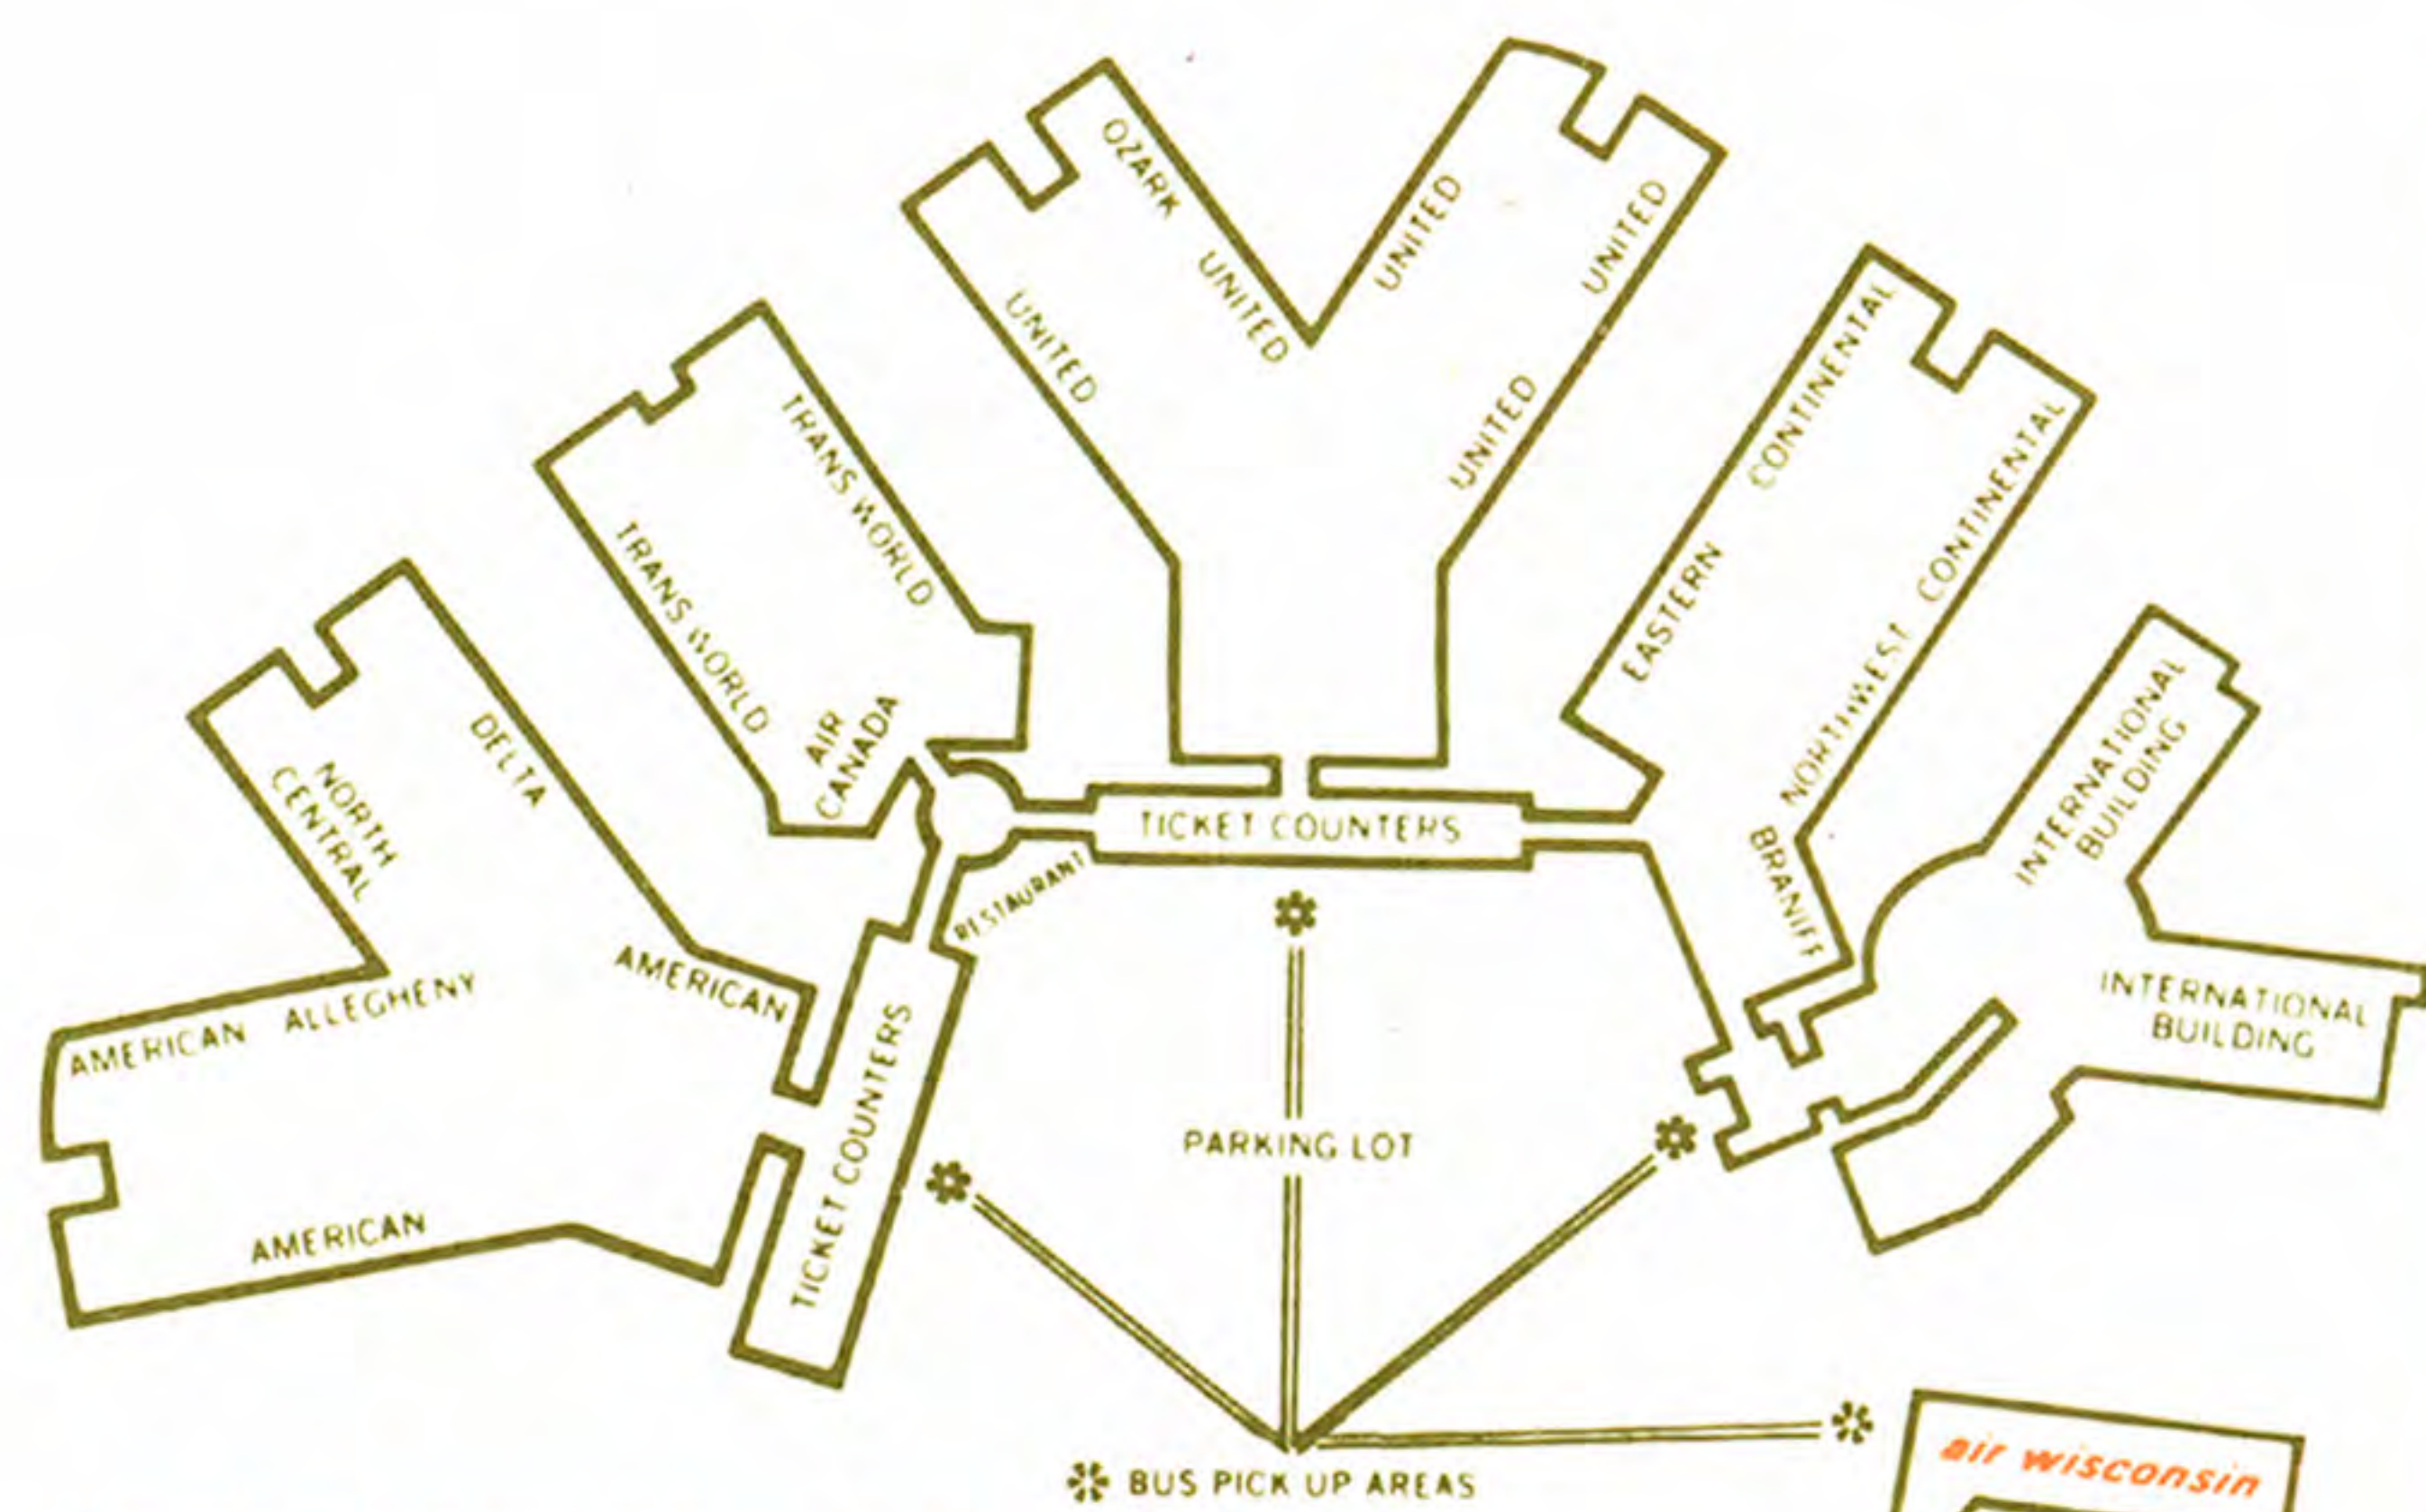 OZARK
UNITED
UNITED
UNITED
UNITED
UNITED
TRANS WORLD
TRANS WORLD
AIR
CANADA
EASTERN
CONTINENTAL
NORTHWEST
CONTINENTAL
BRANIFF
INTERNATIONAL
BUILDING
INTERNATIONAL
BUILDING
NORTH
CENTRAL
DELTA
AMERICAN
AMERICAN
ALLEGHENY
AMERICAN
TICKET COUNTERS
RESTAURANT
TICKET COUNTERS
PARKING LOT
BUS PICK UP AREAS
air wisconsin